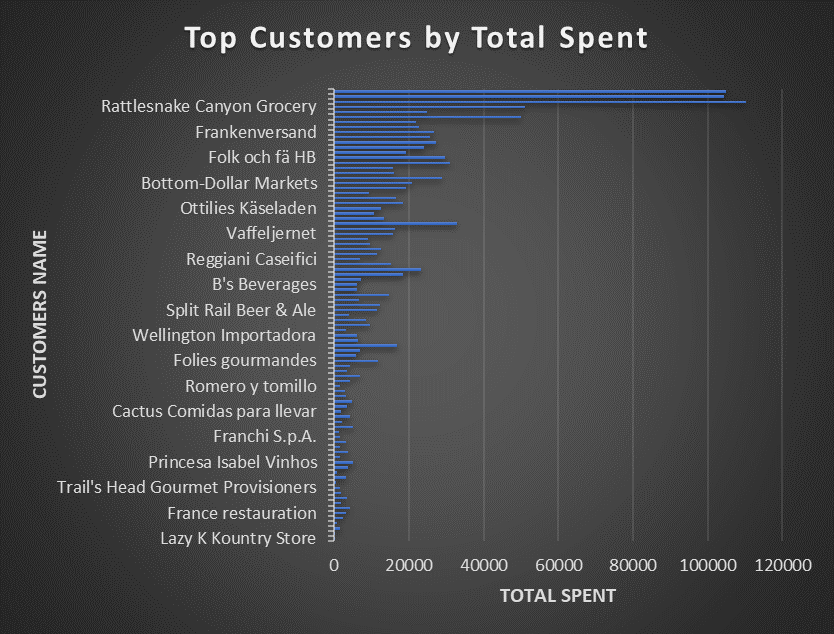 Top Customers by Total Spent
CUSTOMERS NAME
Rattlesnake Canyon Grocery
Frankenversand
Folk och fä HB
Bottom-Dollar Markets
Ottilies Käseladen
Vaffeljernet
Reggiani Caseifici
B's Beverages
Split Rail Beer & Ale
Wellington Importadora
Folies gourmandes
Romero y tomillo
Cactus Comidas para llevar
Franchi S.p.A.
Princesa Isabel Vinhos
Trail's Head Gourmet Provisioners
France restauration
Lazy K Kountry Store
0 20000 40000 60000 80000 100000 120000
TOTAL SPENT